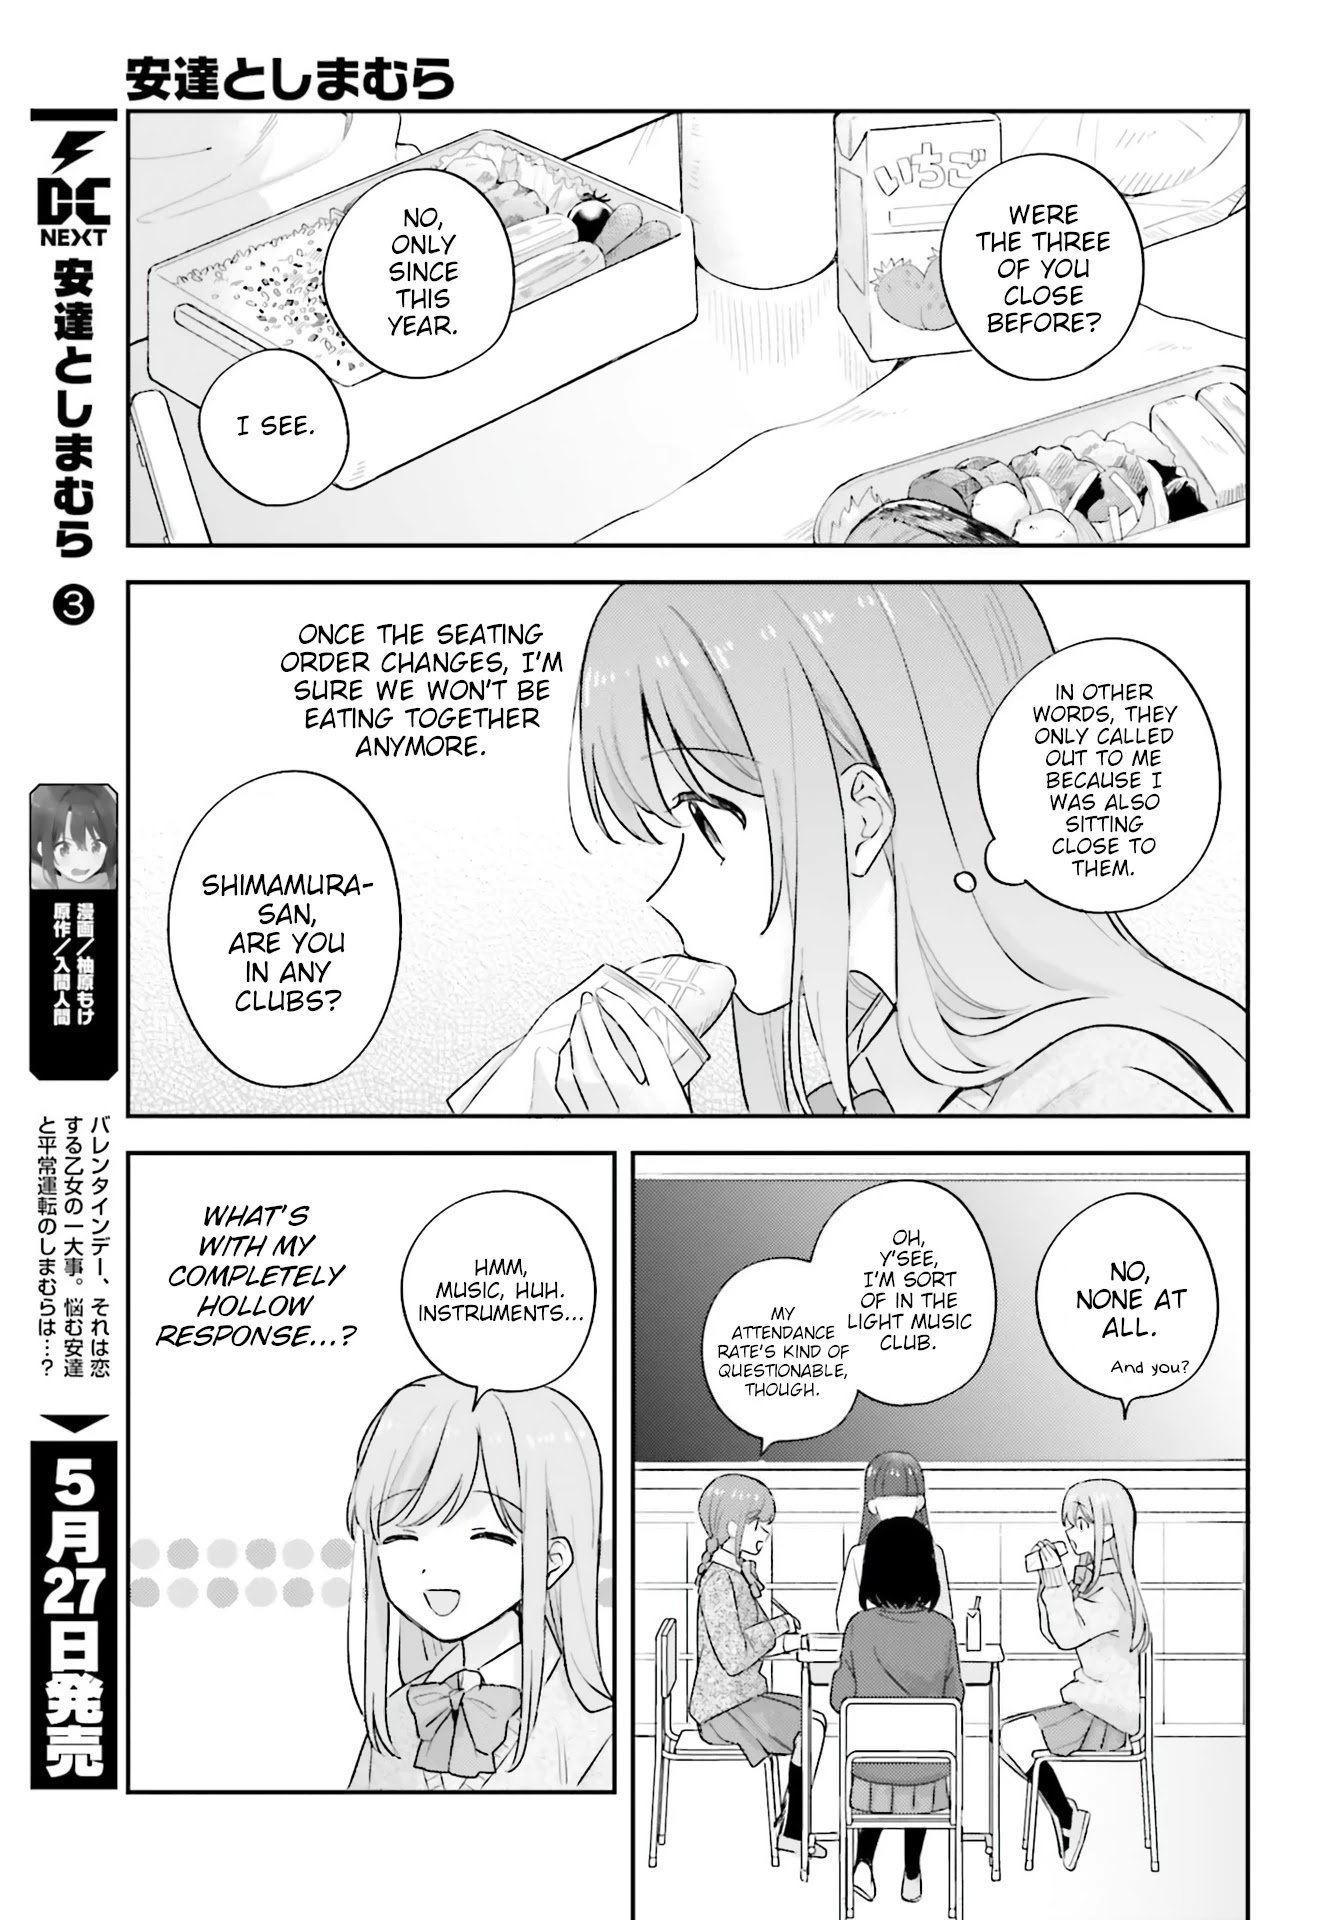 安達としまむら
WERE
THE THREE
OF YOU
CLOSE
BEFORE?
いちご
NO,
ONLY
SINCE
THIS
YEAR.
I SEE.
IN OTHER
WORDS, THEY
ONLY CALLED
OUT TO ME
BECAUSE I
WAS ALSO
SITTING
CLOSE TO
THEM.
ONCE THE SEATING
ORDER CHANGES, I'M
SURE WE WON'T BE
EATING TOGETHER
ANYMORE.
SHIMAMURA-
SAN,
ARE YOU
IN ANY
CLUBS?
NO,
NONE AT
ALL.
And you?
OH,
Y'SEE,
I'M SORT
OF IN THE
LIGHT MUSIC
CLUB.
MY
ATTENDANCE
RATE'S KIND OF
QUESTIONABLE,
THOUGH.
HMM,
MUSIC, HUH.
INSTRUMENTS...
WHAT'S
WITH MY
COMPLETELY
HOLLOW
RESPONSE...?
DC
NEXT
安達としまむら
3
漫画/柚原もけ
原作/入間人間
バレンタインデー、それは恋
する乙女の一大事。悩む安達
と平常運転のしまむらは…?
5月27日発売